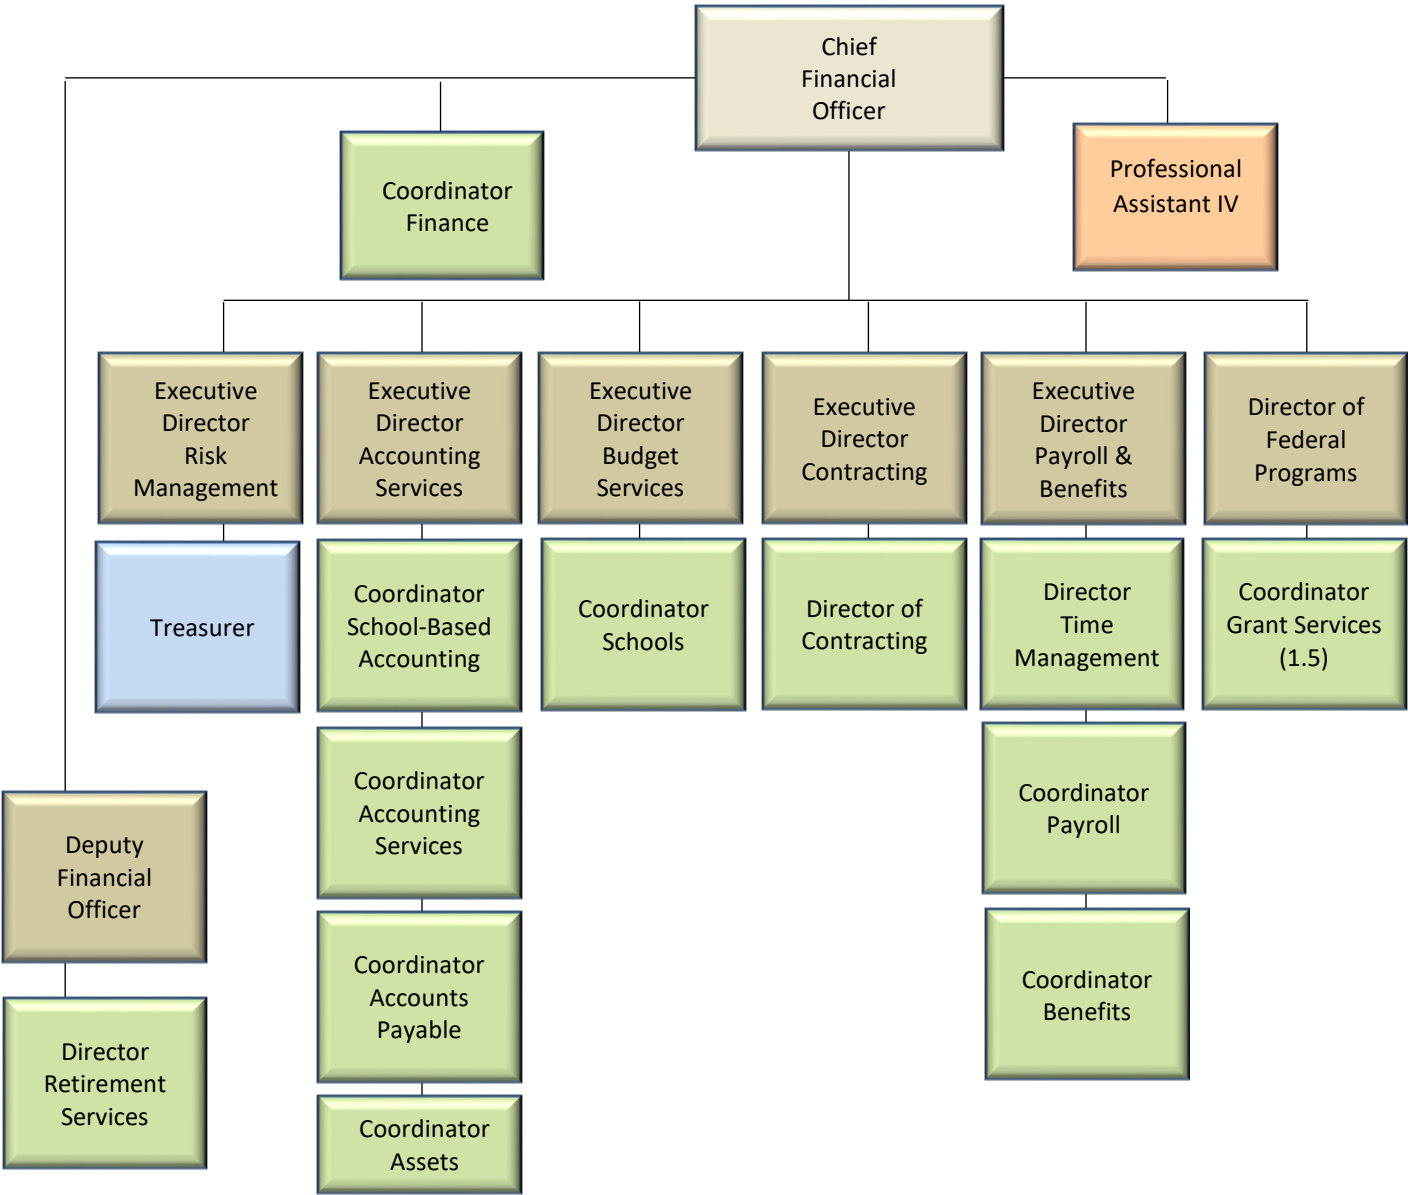 Chief
Financial
Officer
Coordinator
Finance
Professional
Assistant IV
Executive
Director
Risk
Management
Executive
Director
Accounting
Services
Executive
Director
Budget
Services
Executive
Director
Contracting
Executive
Director
Payroll &
Benefits
Director of
Federal
Programs
Treasurer
Coordinator
School-Based
Accounting
Coordinator
Schools
Director of
Contracting
Director
Time
Management
Coordinator
Grant Services
(1.5)
Coordinator
Accounting
Services
Coordinator
Payroll
Deputy
Financial
Officer
Coordinator
Accounts
Payable
Coordinator
Benefits
Director
Retirement
Services
Coordinator
Assets